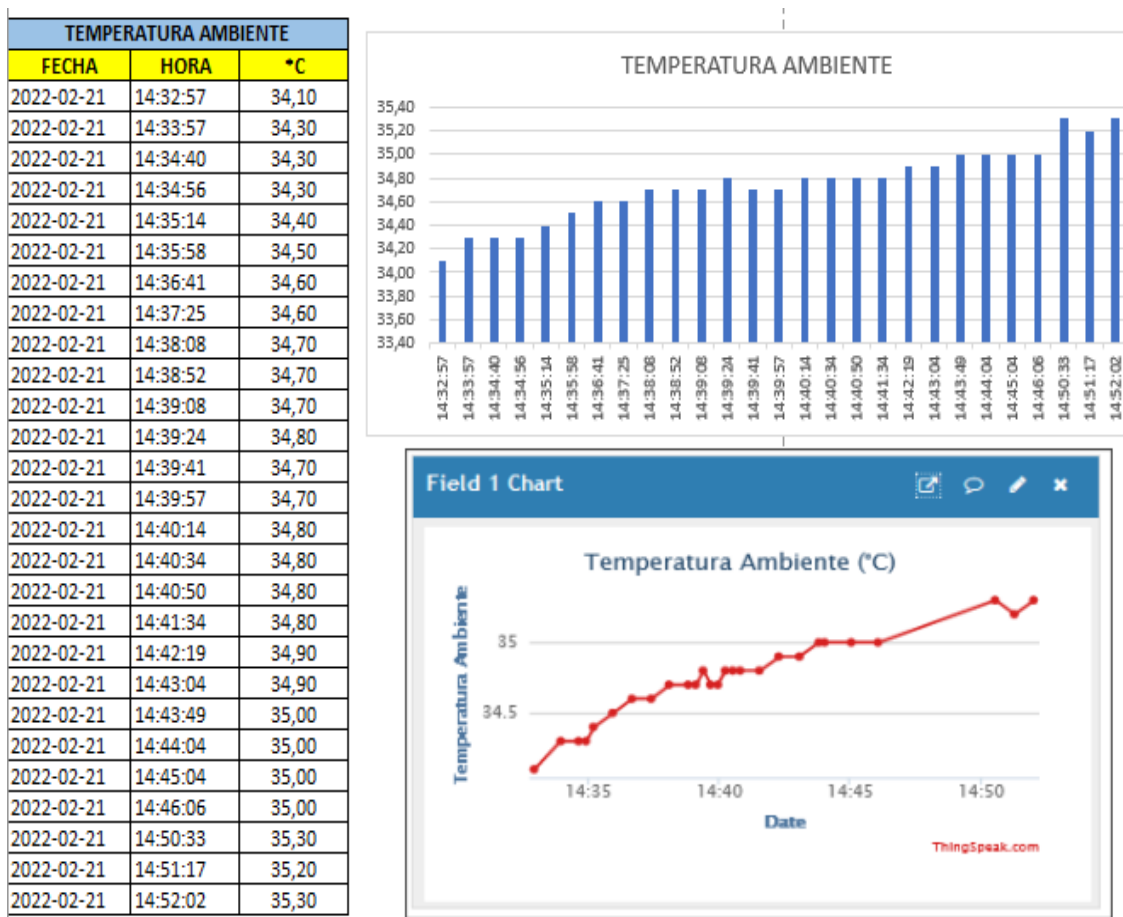 TEMPERATURA AMBIENTE
FECHA HORA °C
2022-02-21 14:32:57 34,10
2022-02-21 14:33:57 34,30
2022-02-21 14:34:40 34,30
2022-02-21 14:34:56 34,30
2022-02-21 14:35:14 34,40
2022-02-21 14:35:58 34,50
2022-02-21 14:36:41 34,60
2022-02-21 14:37:25 34,60
2022-02-21 14:38:08 34,70
2022-02-21 14:38:52 34,70
2022-02-21 14:39:08 34,70
2022-02-21 14:39:24 34,80
2022-02-21 14:39:41 34,70
2022-02-21 14:39:57 34,70
2022-02-21 14:40:14 34,80
2022-02-21 14:40:34 34,80
2022-02-21 14:40:50 34,80
2022-02-21 14:41:34 34,80
2022-02-21 14:42:19 34,90
2022-02-21 14:43:04 34,90
2022-02-21 14:43:49 35,00
2022-02-21 14:44:04 35,00
2022-02-21 14:45:04 35,00
2022-02-21 14:46:06 35,00
2022-02-21 14:50:33 35,30
2022-02-21 14:51:17 35,20
2022-02-21 14:52:02 35,30
TEMPERATURA AMBIENTE
35,40
35,20
35,00
34,80
34,60
34,40
34,20
34,00
33,80
33,60
33,40
14:32:57
14:33:57
14:34:40
14:34:56
14:35:14
14:35:58
14:36:41
14:37:25
14:38:08
14:38:52
14:39:08
14:39:24
14:39:41
14:39:57
14:40:14
14:40:34
14:40:50
14:41:34
14:42:19
14:43:04
14:43:49
14:44:04
14:45:04
14:46:06
14:50:33
14:51:17
14:52:02
Field 1 Chart
Temperatura Ambiente (°C)
Temperatura Ambiente
35
34.5
14:35 14:40 14:45 14:50
Date
ThingSpeak.com